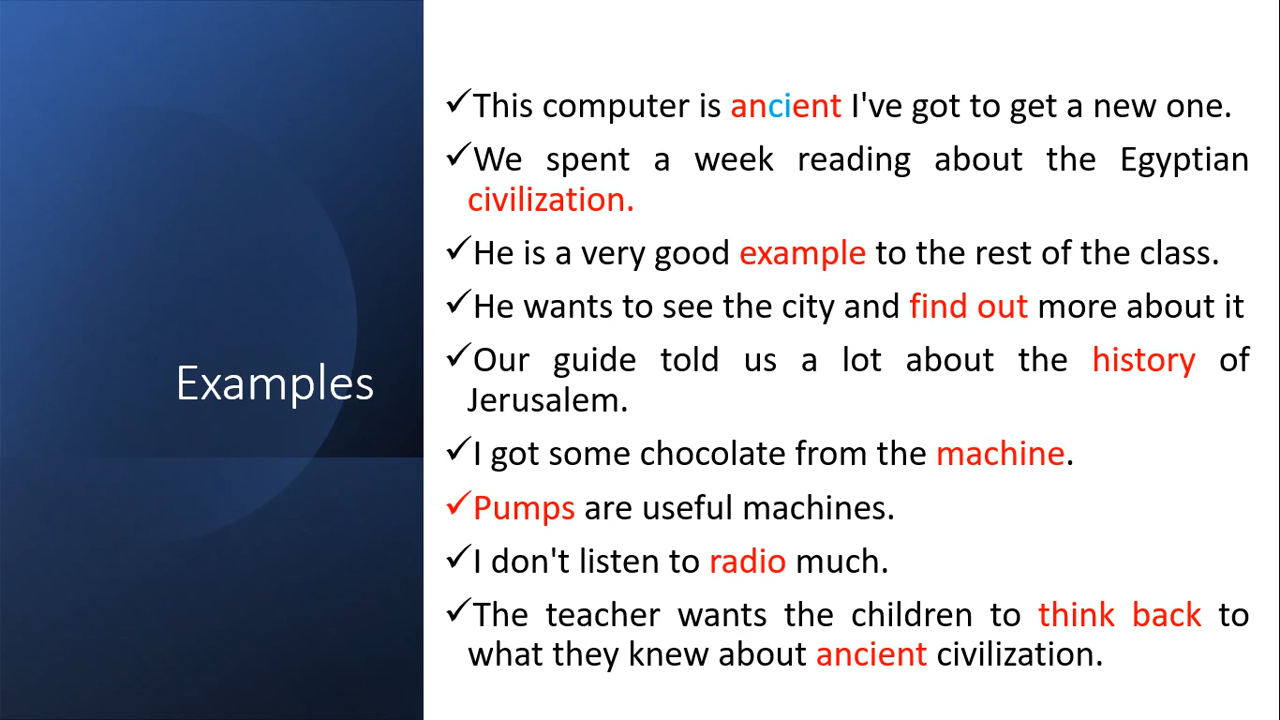 Examples
✓This computer is ancient I've got to get a new one.
✓We spent a week reading about the Egyptian
civilization.
✓He is a very good example to the rest of the class.
✓He wants to see the city and find out more about it
✓Our guide told us a lot about the history of
Jerusalem.
✓I got some chocolate from the machine.
✓Pumps are useful machines.
✓I don't listen to radio much.
✓The teacher wants the children to think back to
what they knew about ancient civilization.